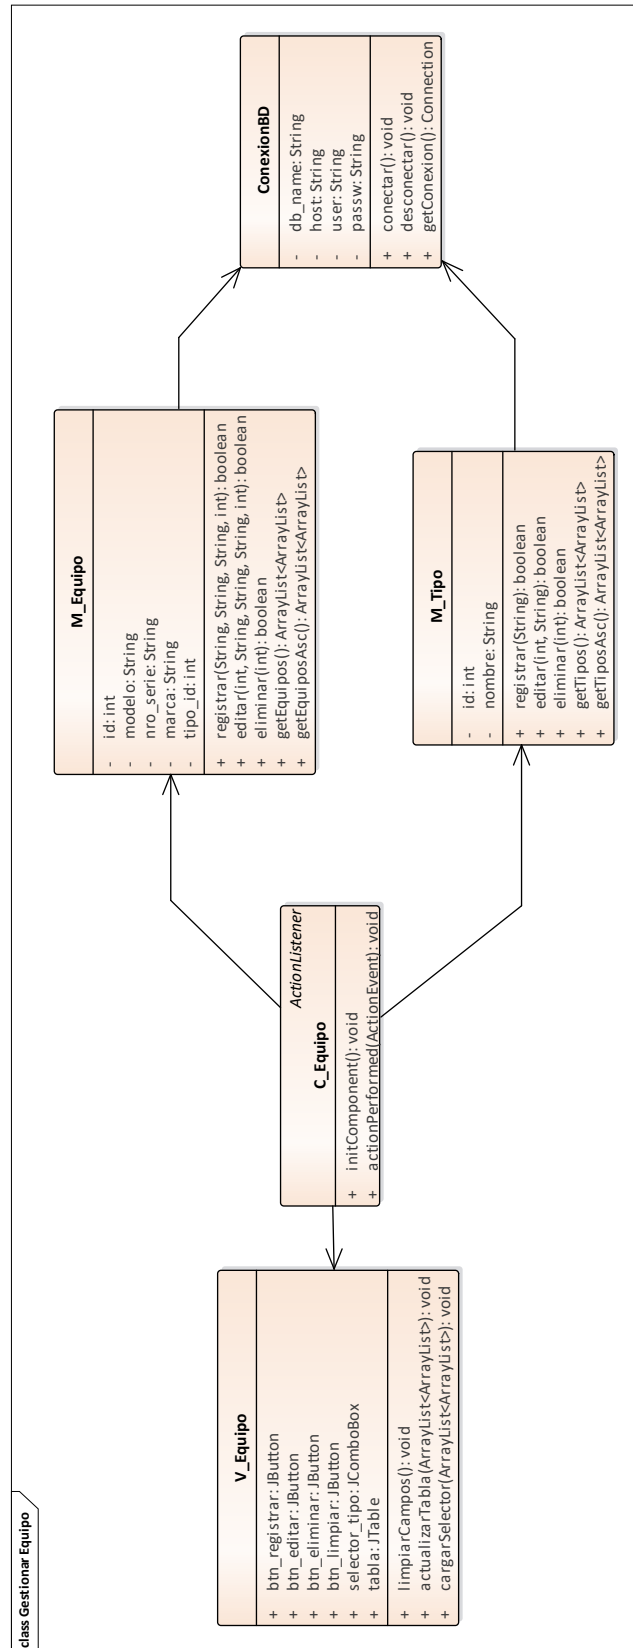 class Gestionar Equipo
V_Equipo
+ btn_registrar: JButton
+ btn_editar: JButton
+ btn_eliminar: JButton
+ btn_limpiar: JButton
+ selector_tipo: JComboBox
+ tabla: JTable
+ limpiarCampos(): void
+ actualizarTabla(ArrayList<ArrayList>): void
+ cargarSelector(ArrayList<ArrayList>): void
ActionListener
C_Equipo
+ initComponent(): void
+ actionPerformed(ActionEvent): void
M_Equipo
- id: int
- modelo: String
- nro_serie: String
- marca: String
- tipo_id: int
+ registrar(String, String, String, int): boolean
+ editar(int, String, String, String, int): boolean
+ eliminar(int): boolean
+ getEquipos(): ArrayList<ArrayList>
+ getEquiposAsc(): ArrayList<ArrayList>
M_Tipo
- id: int
- nombre: String
+ registrar(String): boolean
+ editar(int, String): boolean
+ eliminar(int): boolean
+ getTipos(): ArrayList<ArrayList>
+ getTiposAsc(): ArrayList<ArrayList>
ConexionBD
- db_name: String
- host: String
- user: String
- passw: String
+ conectar(): void
+ desconectar(): void
+ getConexion(): Connection